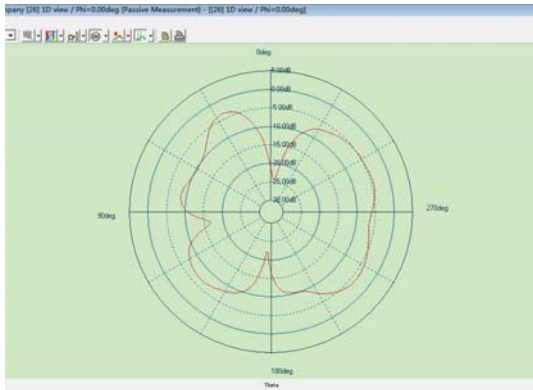 mpany [26] 1D view / Phi=0.00deg [Passive Measurement] - [[26] 1D view / Phi=0.00deg]
0deg
5.00dB
0.00dB
-5.00dB
-10.00dB
-15.00dB
-20.00dB
-25.00dB
-30.00dB
90deg
270deg
180deg
Theta